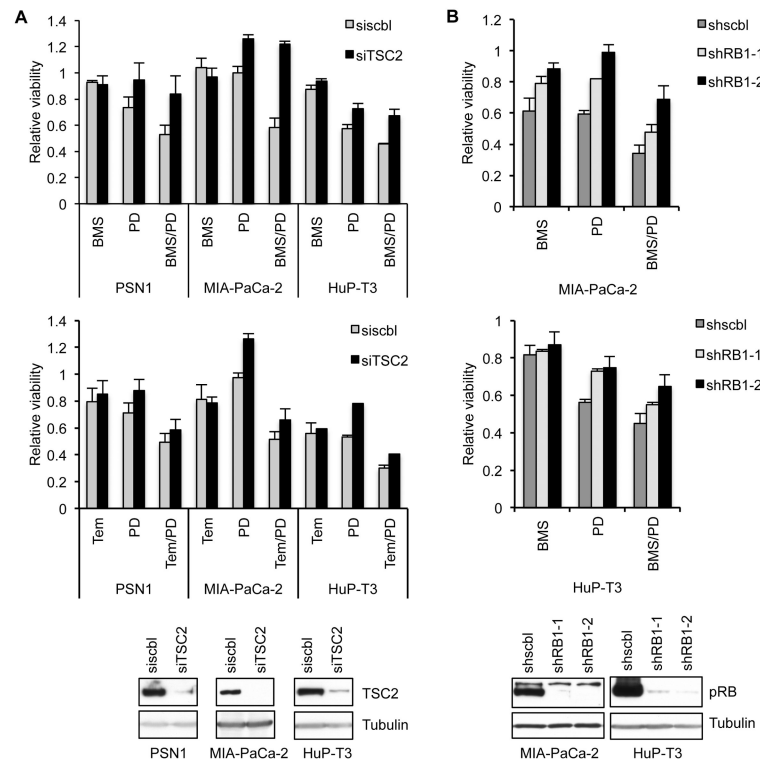 A
siscbl
siTSC2
Relative viability
1.4
1.2
1
0.8
0.6
0.4
0.2
0
BMS
PD
BMS/PD
BMS
PD
BMS/PD
BMS
PD
BMS/PD
PSN1
MIA-PaCa-2
HuP-T3
siscbl
siTSC2
Relative viability
1.4
1.2
1
0.8
0.6
0.4
0.2
0
Tem
PD
Tem/PD
Tem
PD
Tem/PD
Tem
PD
Tem/PD
PSN1
MIA-PaCa-2
HuP-T3
siscbl
siTSC2
siscbl
siTSC2
siscbl
siTSC2
TSC2
Tubulin
PSN1
MIA-PaCa-2
HuP-T3
B
shscbl
shRB1-1
shRB1-2
Relative viability
1.2
1
0.8
0.6
0.4
0.2
0
BMS
PD
BMS/PD
MIA-PaCa-2
shscbl
shRB1-1
shRB1-2
Relative viability
1
0.8
0.6
0.4
0.2
0
BMS
PD
BMS/PD
HuP-T3
shscbl
shRB1-1
shRB1-2
shscbl
shRB1-1
shRB1-2
pRB
Tubulin
MIA-PaCa-2
HuP-T3